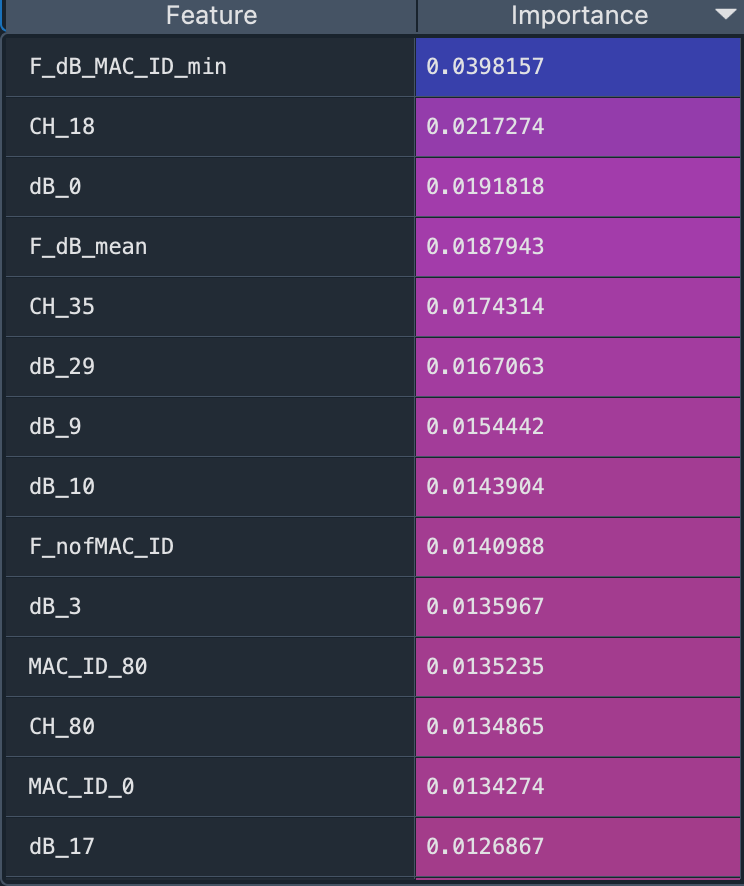 Feature Importance
F_dB_MAC_ID_min 0.0398157
CH_18 0.0217274
dB_0 0.0191818
F_dB_mean 0.0187943
CH_35 0.0174314
dB_29 0.0167063
dB_9 0.0154442
dB_10 0.0143904
F_nofMAC_ID 0.0140988
dB_3 0.0135967
MAC_ID_80 0.0135235
CH_80 0.0134865
MAC_ID_0 0.0134274
dB_17 0.0126867